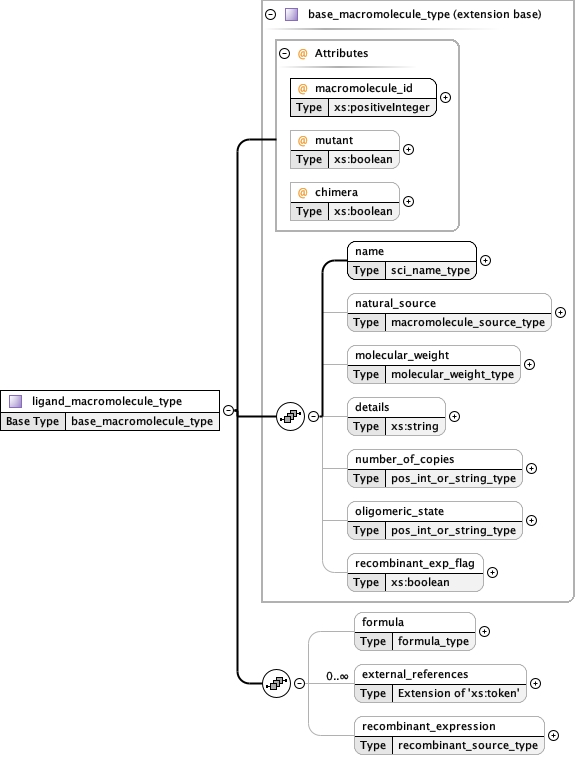 base_macromolecule_type (extension base)
@ Attributes
@ macromolecule_id
Type xs:positiveInteger
@ mutant
Type xs:boolean
@ chimera
Type xs:boolean
name
Type sci_name_type
natural_source
Type macromolecule_source_type
molecular_weight
Type molecular_weight_type
ligand_macromolecule_type
Base Type base_macromolecule_type
details
Type xs:string
number_of_copies
Type pos_int_or_string_type
oligomeric_state
Type pos_int_or_string_type
recombinant_exp_flag
Type xs:boolean
formula
Type formula_type
0..∞
external_references
Type Extension of 'xs:token'
recombinant_expression
Type recombinant_source_type